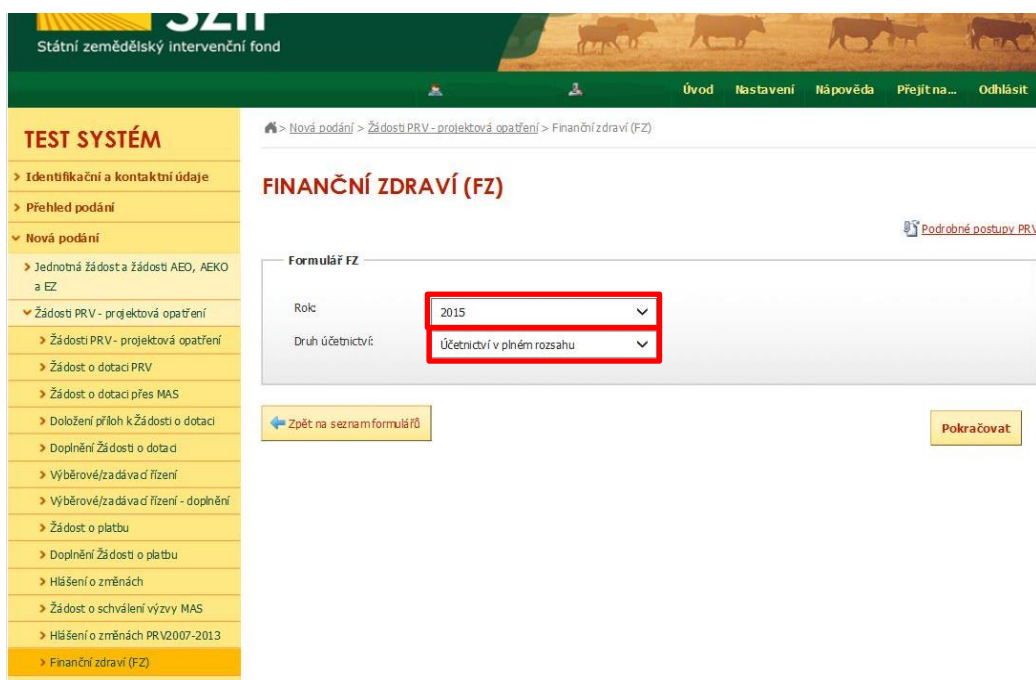 SZIF
Státní zemědělský intervenční fond
Úvod Nastavení Nápověda Přejít na... Odhlásit
TEST SYSTÉM
Identifikační a kontaktní údaje
Přehled podání
Nová podání
Jednotná žádost a žádosti AEO, AEKO
a EZ
Žádosti PRV - projektová opatření
Žádosti PRV - projektová opatření
Žádost o dotaci PRV
Žádost o dotaci přes MAS
Doložení příloh k Žádosti o dotaci
Doplnění Žádosti o dotaci
Výběrové/zadávací řízení
Výběrové/zadávací řízení - doplnění
Žádost o platbu
Doplnění Žádosti o platbu
Hlášení o změnách
Žádost o schválení výzvy MAS
Hlášení o změnách PRV2007-2013
Finanční zdraví (FZ)
> Nová podání > Žádosti PRV - projektová opatření > Finanční zdraví (FZ)
FINANČNÍ ZDRAVÍ (FZ)
Podrobné postupy PRV
Formulář FZ
Rok: 2015
Druh účetnictví: Účetnictví v plném rozsahu
Zpět na seznam formulářů
Pokračovat